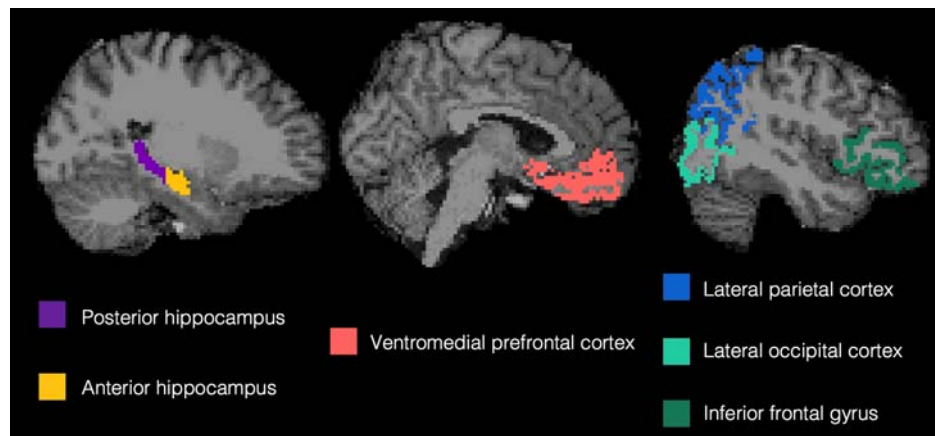 Posterior hippocampus
Anterior hippocampus
Ventromedial prefrontal cortex
Lateral parietal cortex
Lateral occipital cortex
Inferior frontal gyrus